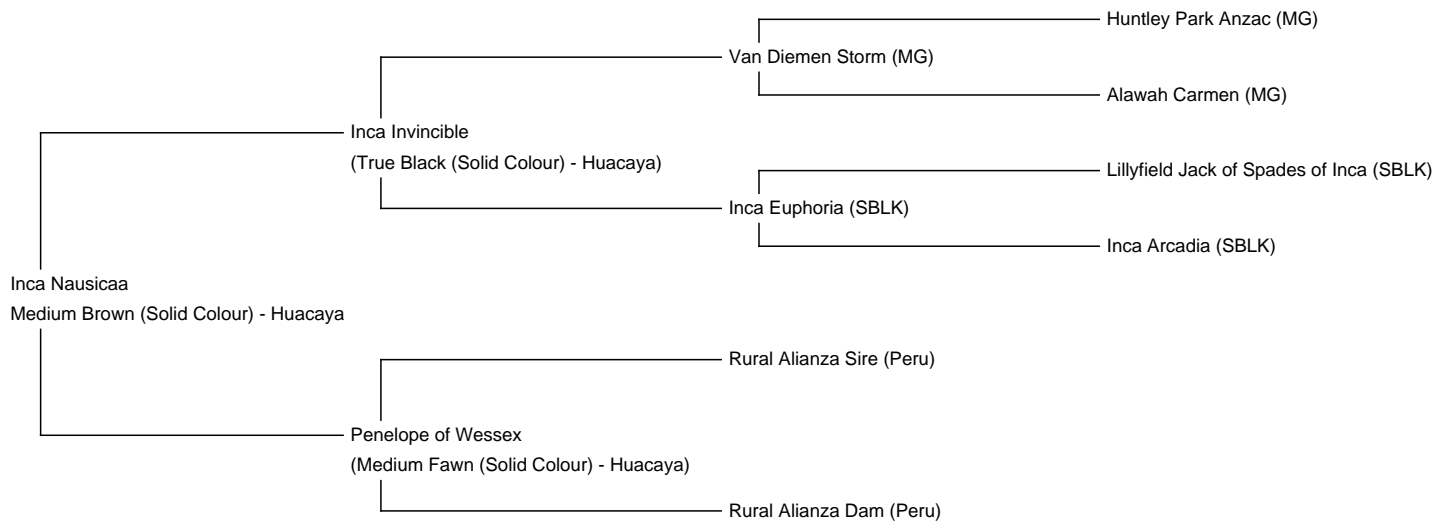 Huntley Park Anzac (MG)
Van Diemen Storm (MG)
Alawah Carmen (MG)
Inca Invincible
(True Black (Solid Colour) - Huacaya)
Lillyfield Jack of Spades of Inca (SBLK)
Inca Euphoria (SBLK)
Inca Arcadia (SBLK)
Inca Nausicaa
Medium Brown (Solid Colour) - Huacaya
Rural Alianza Sire (Peru)
Penelope of Wessex
(Medium Fawn (Solid Colour) - Huacaya)
Rural Alianza Dam (Peru)